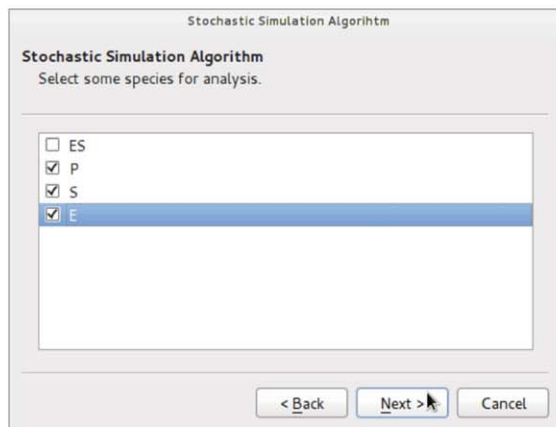 Stochastic Simulation Algorihtm
Stochastic Simulation Algorithm
Select some species for analysis.
ES
P
S
E
< Back
Next >
Cancel